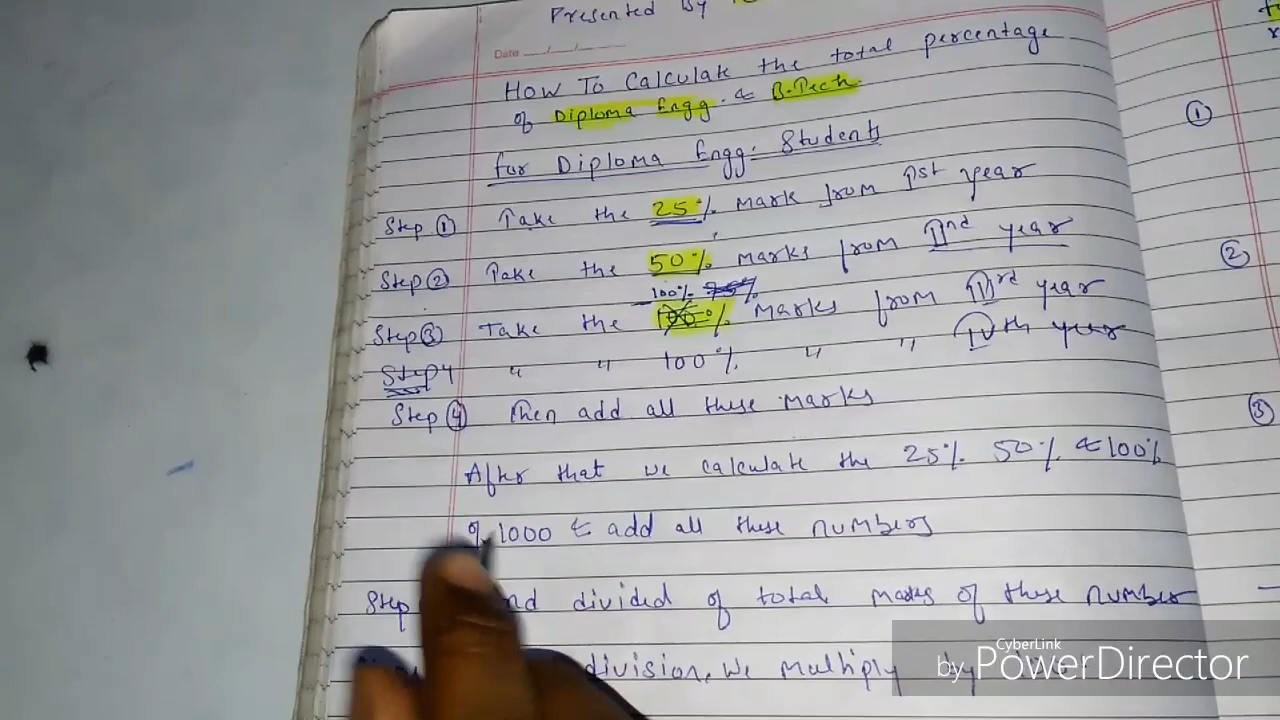 Presented By
Date
How To Calculate the total percentage
of Diploma Engg. & B.Tech.
for Diploma Engg. Students
Step ① Take the 25% mark from Ist year
Step ② Take the 50% marks from IInd year
100%
Step ③ Take the % marks from IIIrd year
Step 4 " " 100% " " IVth year
Step ④ Then add all these Marks
After that we calculate the 25% 50% & 100%
of 1000 & add all these numbers
Step divided of total marks of these number
division, We multiply by
①
②
③
CyberLink
by PowerDirector